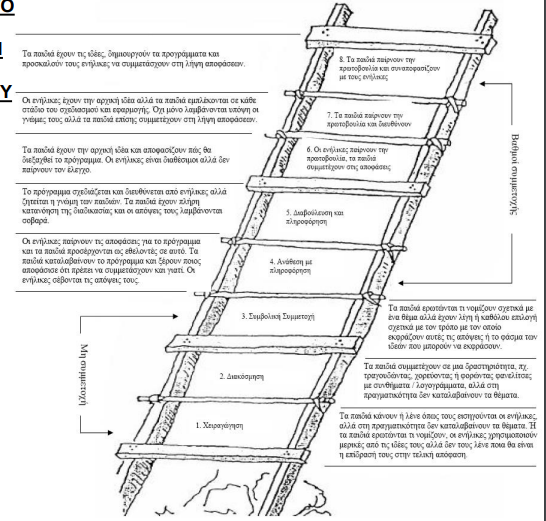 Ο
Ι
Υ
Τα παιδιά έχουν τις ιδέες, δημιουργούν τα προγράμματα και
προσκαλούν τους ενήλικες να συμμετάσχουν στη λήψη αποφάσεων.
Οι ενήλικες έχουν την αρχική ιδέα αλλά τα παιδιά εμπλέκονται σε κάθε
στάδιο του σχεδιασμού και εφαρμογής. Όχι μόνο λαμβάνονται υπόψη οι
γνώμες τους αλλά τα παιδιά επίσης συμμετέχουν στη λήψη αποφάσεων.
Τα παιδιά έχουν την αρχική ιδέα και αποφασίζουν πώς θα
διεξαχθεί το πρόγραμμα. Οι ενήλικες είναι διαθέσιμοι αλλά δεν
παίρνουν τον έλεγχο.
Το πρόγραμμα σχεδιάζεται και διευθύνεται από ενήλικες αλλά
ζητείται η γνώμη των παιδιών. Τα παιδιά έχουν πλήρη
κατανόηση της διαδικασίας και οι απόψεις τους λαμβάνονται
σοβαρά.
Οι ενήλικες παίρνουν τις αποφάσεις για το πρόγραμμα
και τα παιδιά προσέρχονται ως εθελοντές σε αυτό. Τα
παιδιά καταλαβαίνουν το πρόγραμμα και ξέρουν ποιος
αποφάσισε ότι πρέπει να συμμετάσχουν και γιατί. Οι
ενήλικες σέβονται τις απόψεις τους.
8. Τα παιδιά παίρνουν την
πρωτοβουλία και συναποφασίζουν
με τους ενήλικες
7. Τα παιδιά παίρνουν την
πρωτοβουλία και διευθύνουν
6. Οι ενήλικες παίρνουν την
πρωτοβουλία, τα παιδιά
συμμετέχουν στις αποφάσεις
5. Διαβούλευση και
πληροφόρηση
4. Ανάθεση με
πληροφόρηση
3. Συμβολική Συμμετοχή
2. Διακόσμηση
1. Χειραγώγηση
Βαθμοί συμμετοχής
Μη συμμετοχή
Τα παιδιά ερωτάνται τι νομίζουν σχετικά με
ένα θέμα αλλά έχουν λίγη ή καθόλου επιλογή
σχετικά με τον τρόπο με τον οποίο
εκφράζουν αυτές τις απόψεις ή το φάσμα των
ιδεών που μπορούν να εκφράσουν.
Τα παιδιά συμμετέχουν σε μια δραστηριότητα, πχ.
τραγουδώντας, χορεύοντας ή φορώντας φανελίτσες
με συνθήματα / λογογράμματα, αλλά στη
πραγματικότητα δεν καταλαβαίνουν τα θέματα.
Τα παιδιά κάνουν ή λένε όπως τους εισηγούνται οι ενήλικες,
αλλά στη πραγματικότητα δεν καταλαβαίνουν τα θέματα. Ή
τα παιδιά ερωτάνται τι νομίζουν, οι ενήλικες χρησιμοποιούν
μερικές από τις ιδέες τους αλλά δεν τους λένε ποια θα είναι
η επίδρασή τους στην τελική απόφαση.